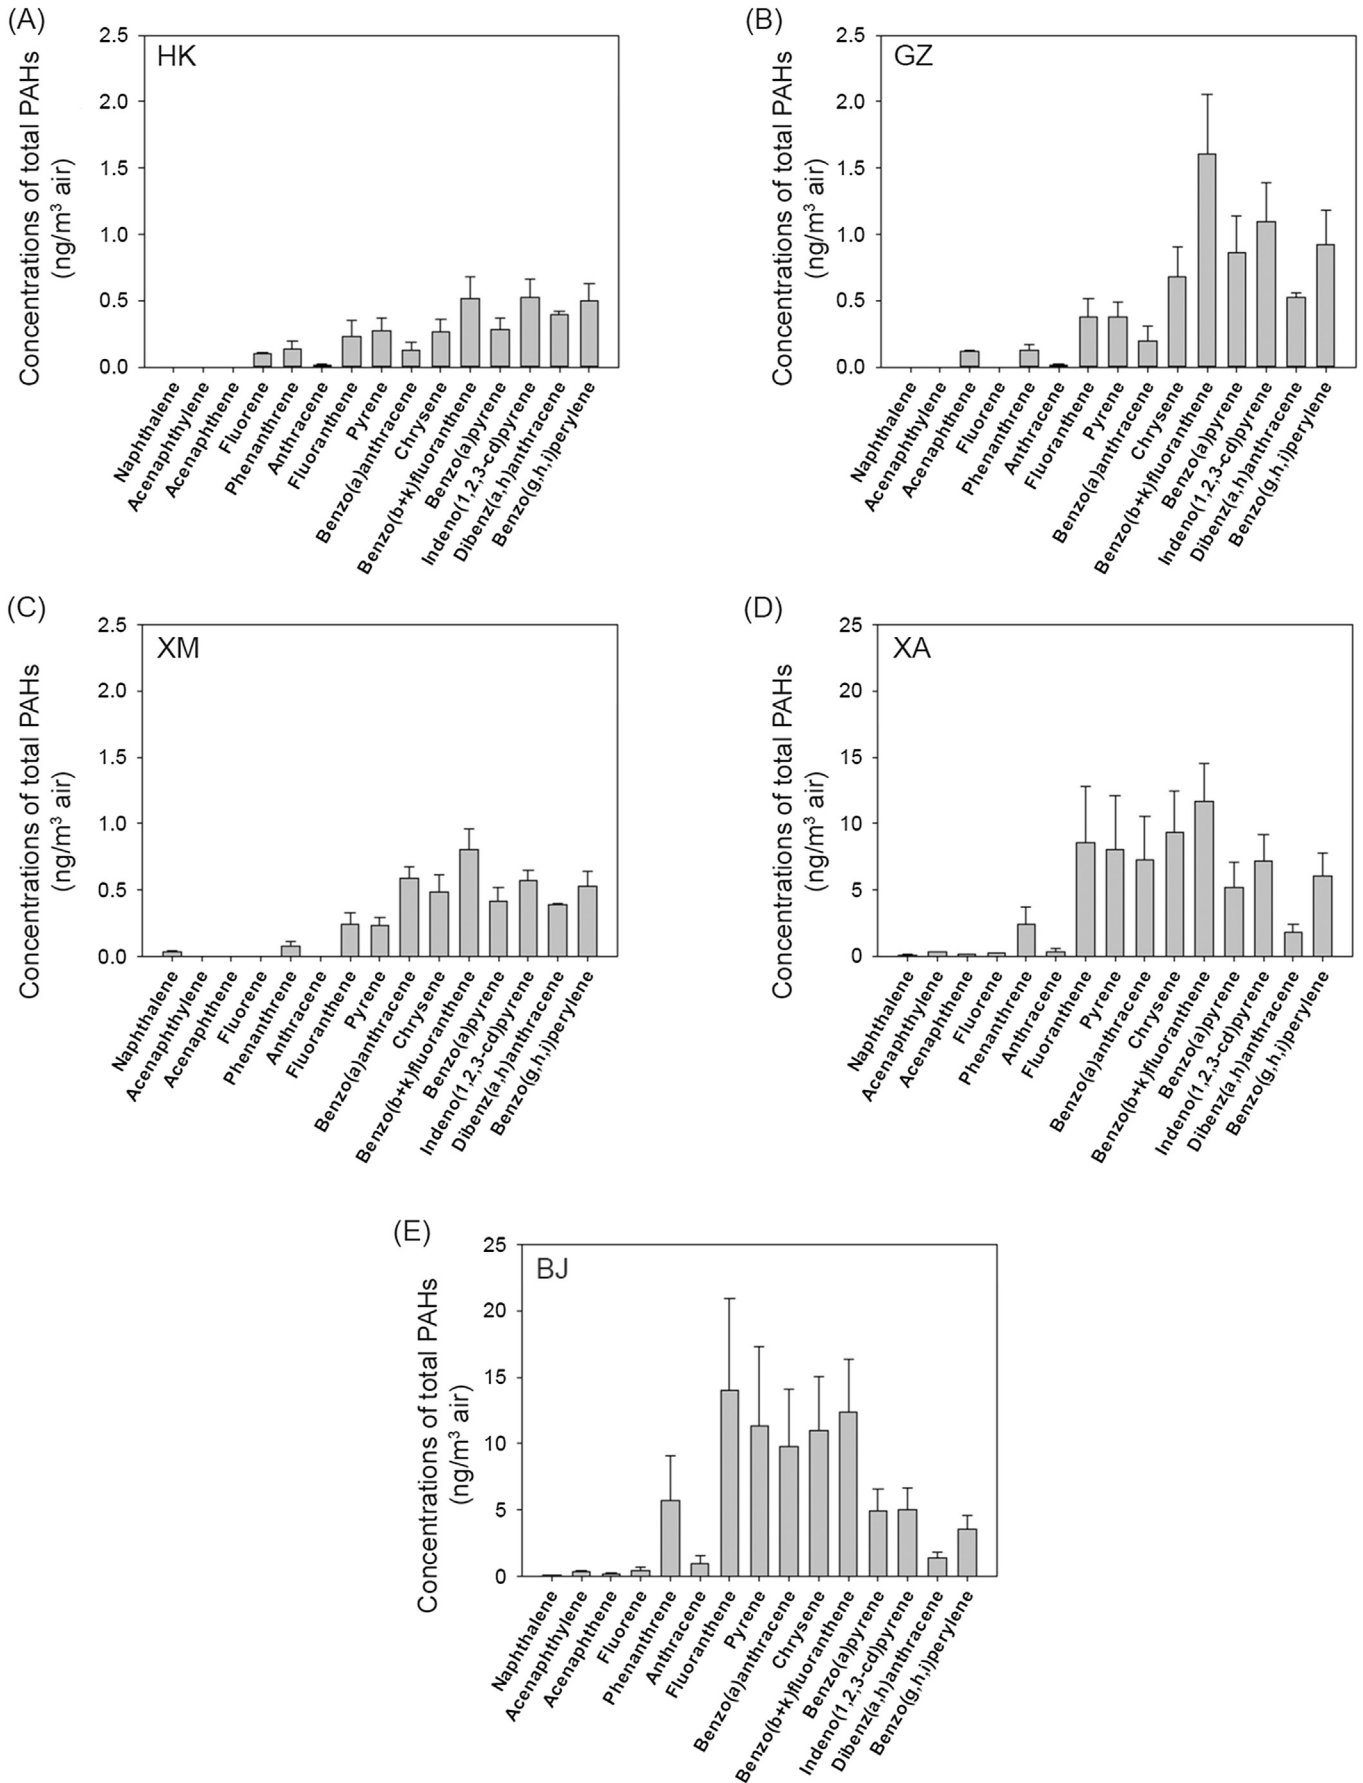 (A)
HK
Concentrations of total PAHs
(ng/m³ air)
2.5
2.0
1.5
1.0
0.5
0.0
Naphthalene
Acenaphthylene
Acenaphthene
Fluorene
Phenanthrene
Anthracene
Fluoranthene
Pyrene
Benzo(a)anthracene
Chrysene
Benzo(b+k)fluoranthene
Benzo(a)pyrene
Indeno(1,2,3-cd)pyrene
Dibenz(a,h)anthracene
Benzo(g,h,i)perylene
(B)
GZ
Concentrations of total PAHs
(ng/m³ air)
2.5
2.0
1.5
1.0
0.5
0.0
Naphthalene
Acenaphthylene
Acenaphthene
Fluorene
Phenanthrene
Anthracene
Fluoranthene
Pyrene
Benzo(a)anthracene
Chrysene
Benzo(b+k)fluoranthene
Benzo(a)pyrene
Indeno(1,2,3-cd)pyrene
Dibenz(a,h)anthracene
Benzo(g,h,i)perylene
(C)
XM
Concentrations of total PAHs
(ng/m³ air)
2.5
2.0
1.5
1.0
0.5
0.0
Naphthalene
Acenaphthylene
Acenaphthene
Fluorene
Phenanthrene
Anthracene
Fluoranthene
Pyrene
Benzo(a)anthracene
Chrysene
Benzo(b+k)fluoranthene
Benzo(a)pyrene
Indeno(1,2,3-cd)pyrene
Dibenz(a,h)anthracene
Benzo(g,h,i))perylene
(D)
XA
Concentrations of total PAHs
(ng/m³ air)
25
20
15
10
5
0
Naphthalene
Acenaphthylene
Acenaphthene
Fluorene
Phenanthrene
Anthracene
Fluoranthene
Pyrene
Benzo(a)anthracene
Chrysene
Benzo(b+k)fluoranthene
Benzo(a)pyrene
Indeno(1,2,3-cd)pyrene
Dibenz(a,h)anthracene
Benzo(g,h,i))perylene
(E)
BJ
Concentrations of total PAHs
(ng/m³ air)
25
20
15
10
5
0
Naphthalene
Acenaphthylene
Acenaphthene
Fluorene
Phenanthrene
Anthracene
Fluoranthene
Pyrene
Benzo(a)anthracene
Chrysene
Benzo(b+k)fluoranthene
Benzo(a)pyrene
Indeno(1,2,3-cd)pyrene
Dibenz(a,h)anthracene
Benzo(g,h,i))perylene